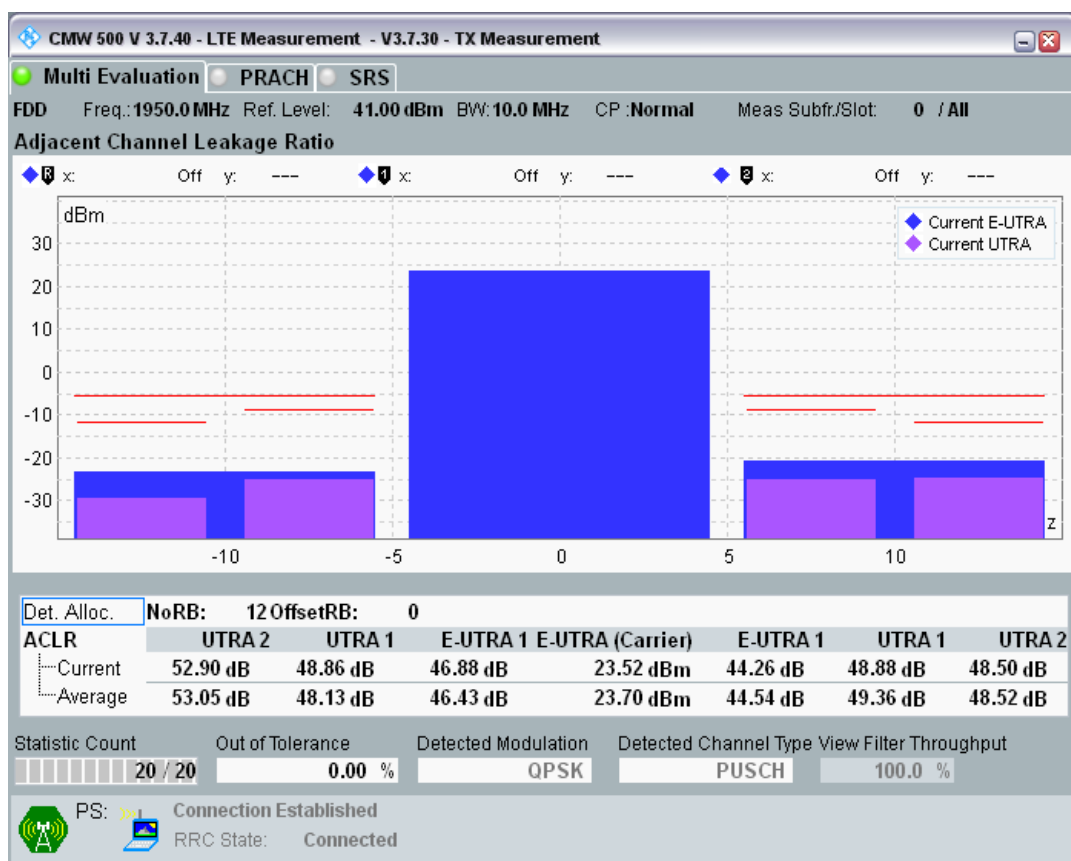 CMW 500 V 3.7.40 - LTE Measurement - V3.7.30 - TX Measurement
Multi Evaluation PRACH SRS
FDD Freq.: 1950.0 MHz Ref. Level: 41.00 dBm BW: 10.0 MHz CP :Normal Meas Subfr./Slot: 0 / All
Adjacent Channel Leakage Ratio
R x: Off y: --- 1 x: Off y: --- 2 x: Off y: ---
dBm
Current E-UTRA
Current UTRA
30
20
10
0
-10
-20
-30
z
-10 -5 0 5 10
Det. Alloc. NoRB: 12 OffsetRB: 0
ACLR UTRA 2 UTRA 1 E-UTRA 1 E-UTRA (Carrier) E-UTRA 1 UTRA 1 UTRA 2
Current 52.90 dB 48.86 dB 46.88 dB 23.52 dBm 44.26 dB 48.88 dB 48.50 dB
Average 53.05 dB 48.13 dB 46.43 dB 23.70 dBm 44.54 dB 49.36 dB 48.52 dB
Statistic Count Out of Tolerance Detected Modulation Detected Channel Type View Filter Throughput
20 / 20 0.00 % QPSK PUSCH 100.0 %
PS: Connection Established
RRC State: Connected